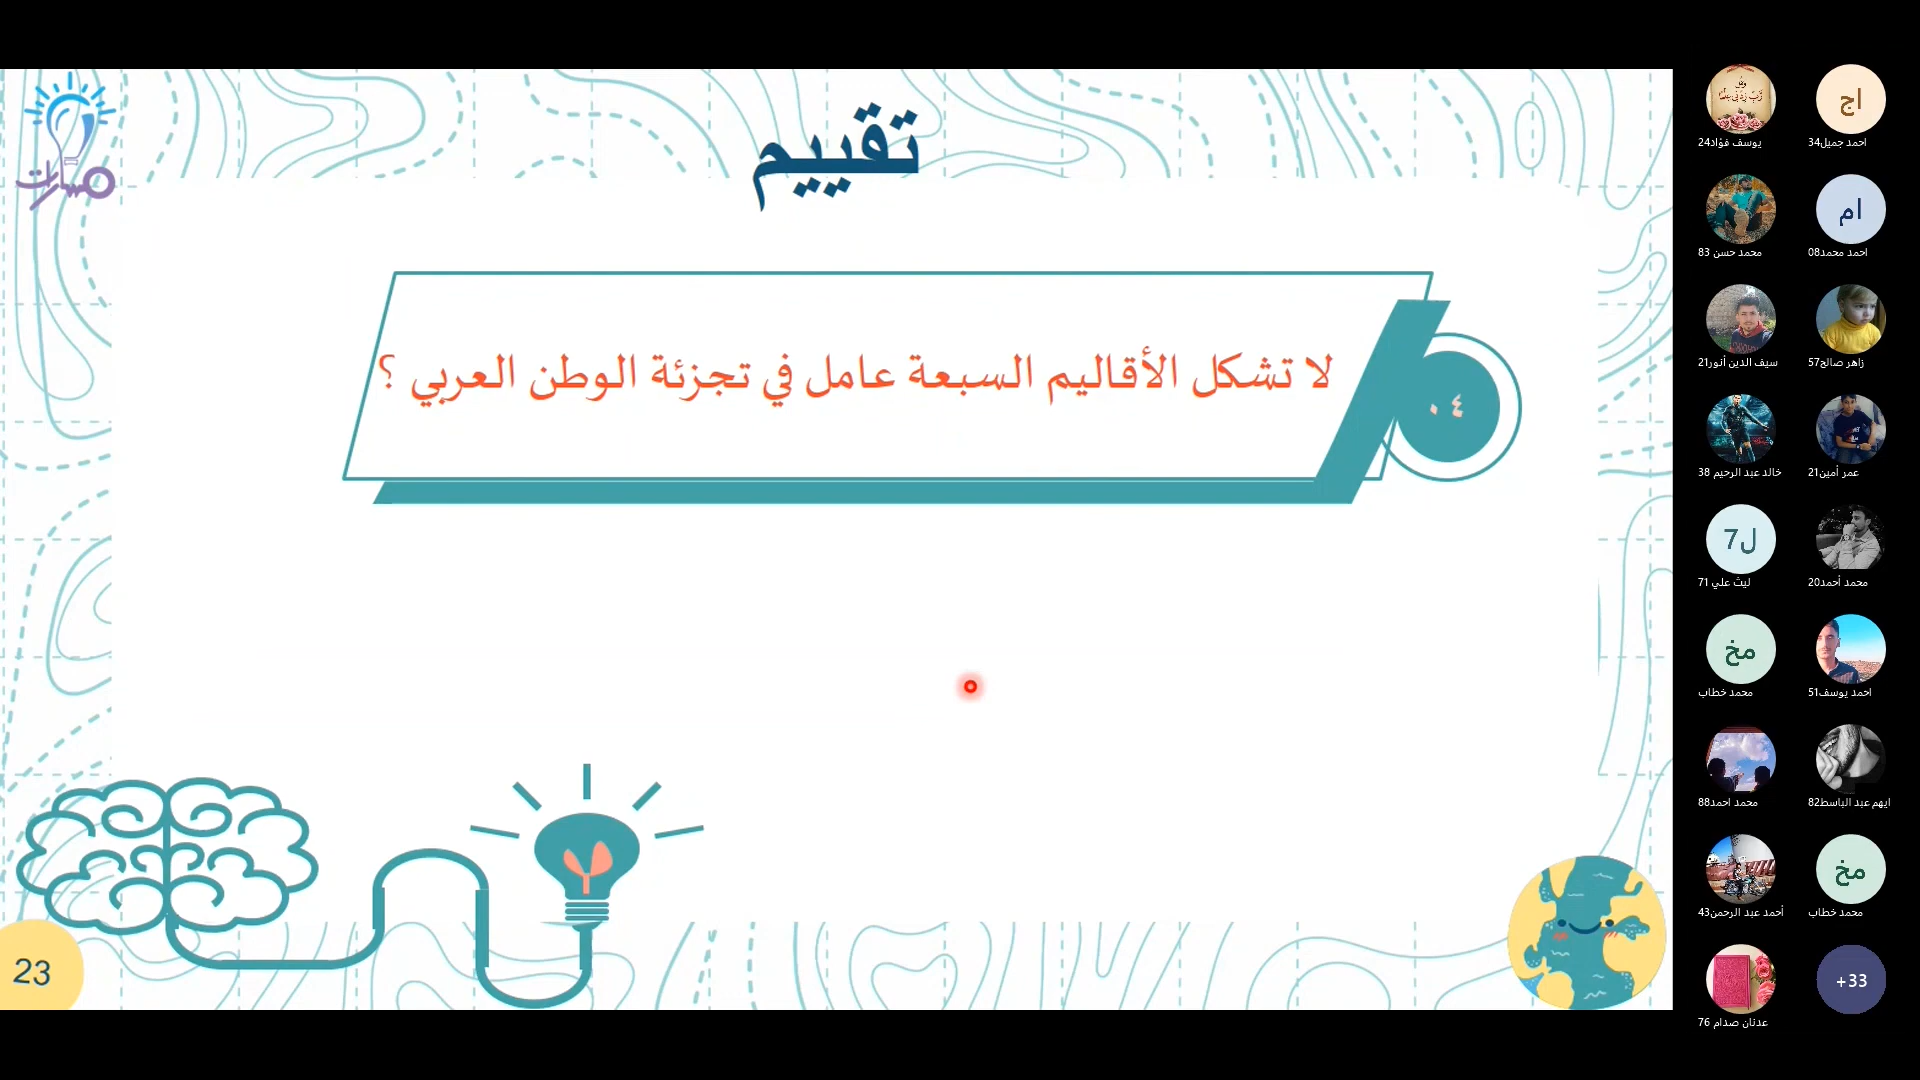 مسارات
تقييم
لا تشكل الأقاليم السبعة عامل في تجزئة الوطن العربي ؟
٠٤
23
يوسف فؤاد24
اج
احمد جميل34
محمد حسن 83
ام
احمد محمد08
سيف الدين أنور21
زاهر صالح57
خالد عبد الرحيم 38
عمر أمين21
ل7
ليث علي 71
محمد أحمد20
مخ
محمد خطاب
احمد يوسف51
محمد احمد88
ايهم عبد الباسط82
أحمد عبد الرحمن43
مخ
محمد خطاب
عدنان صدام 76
+33